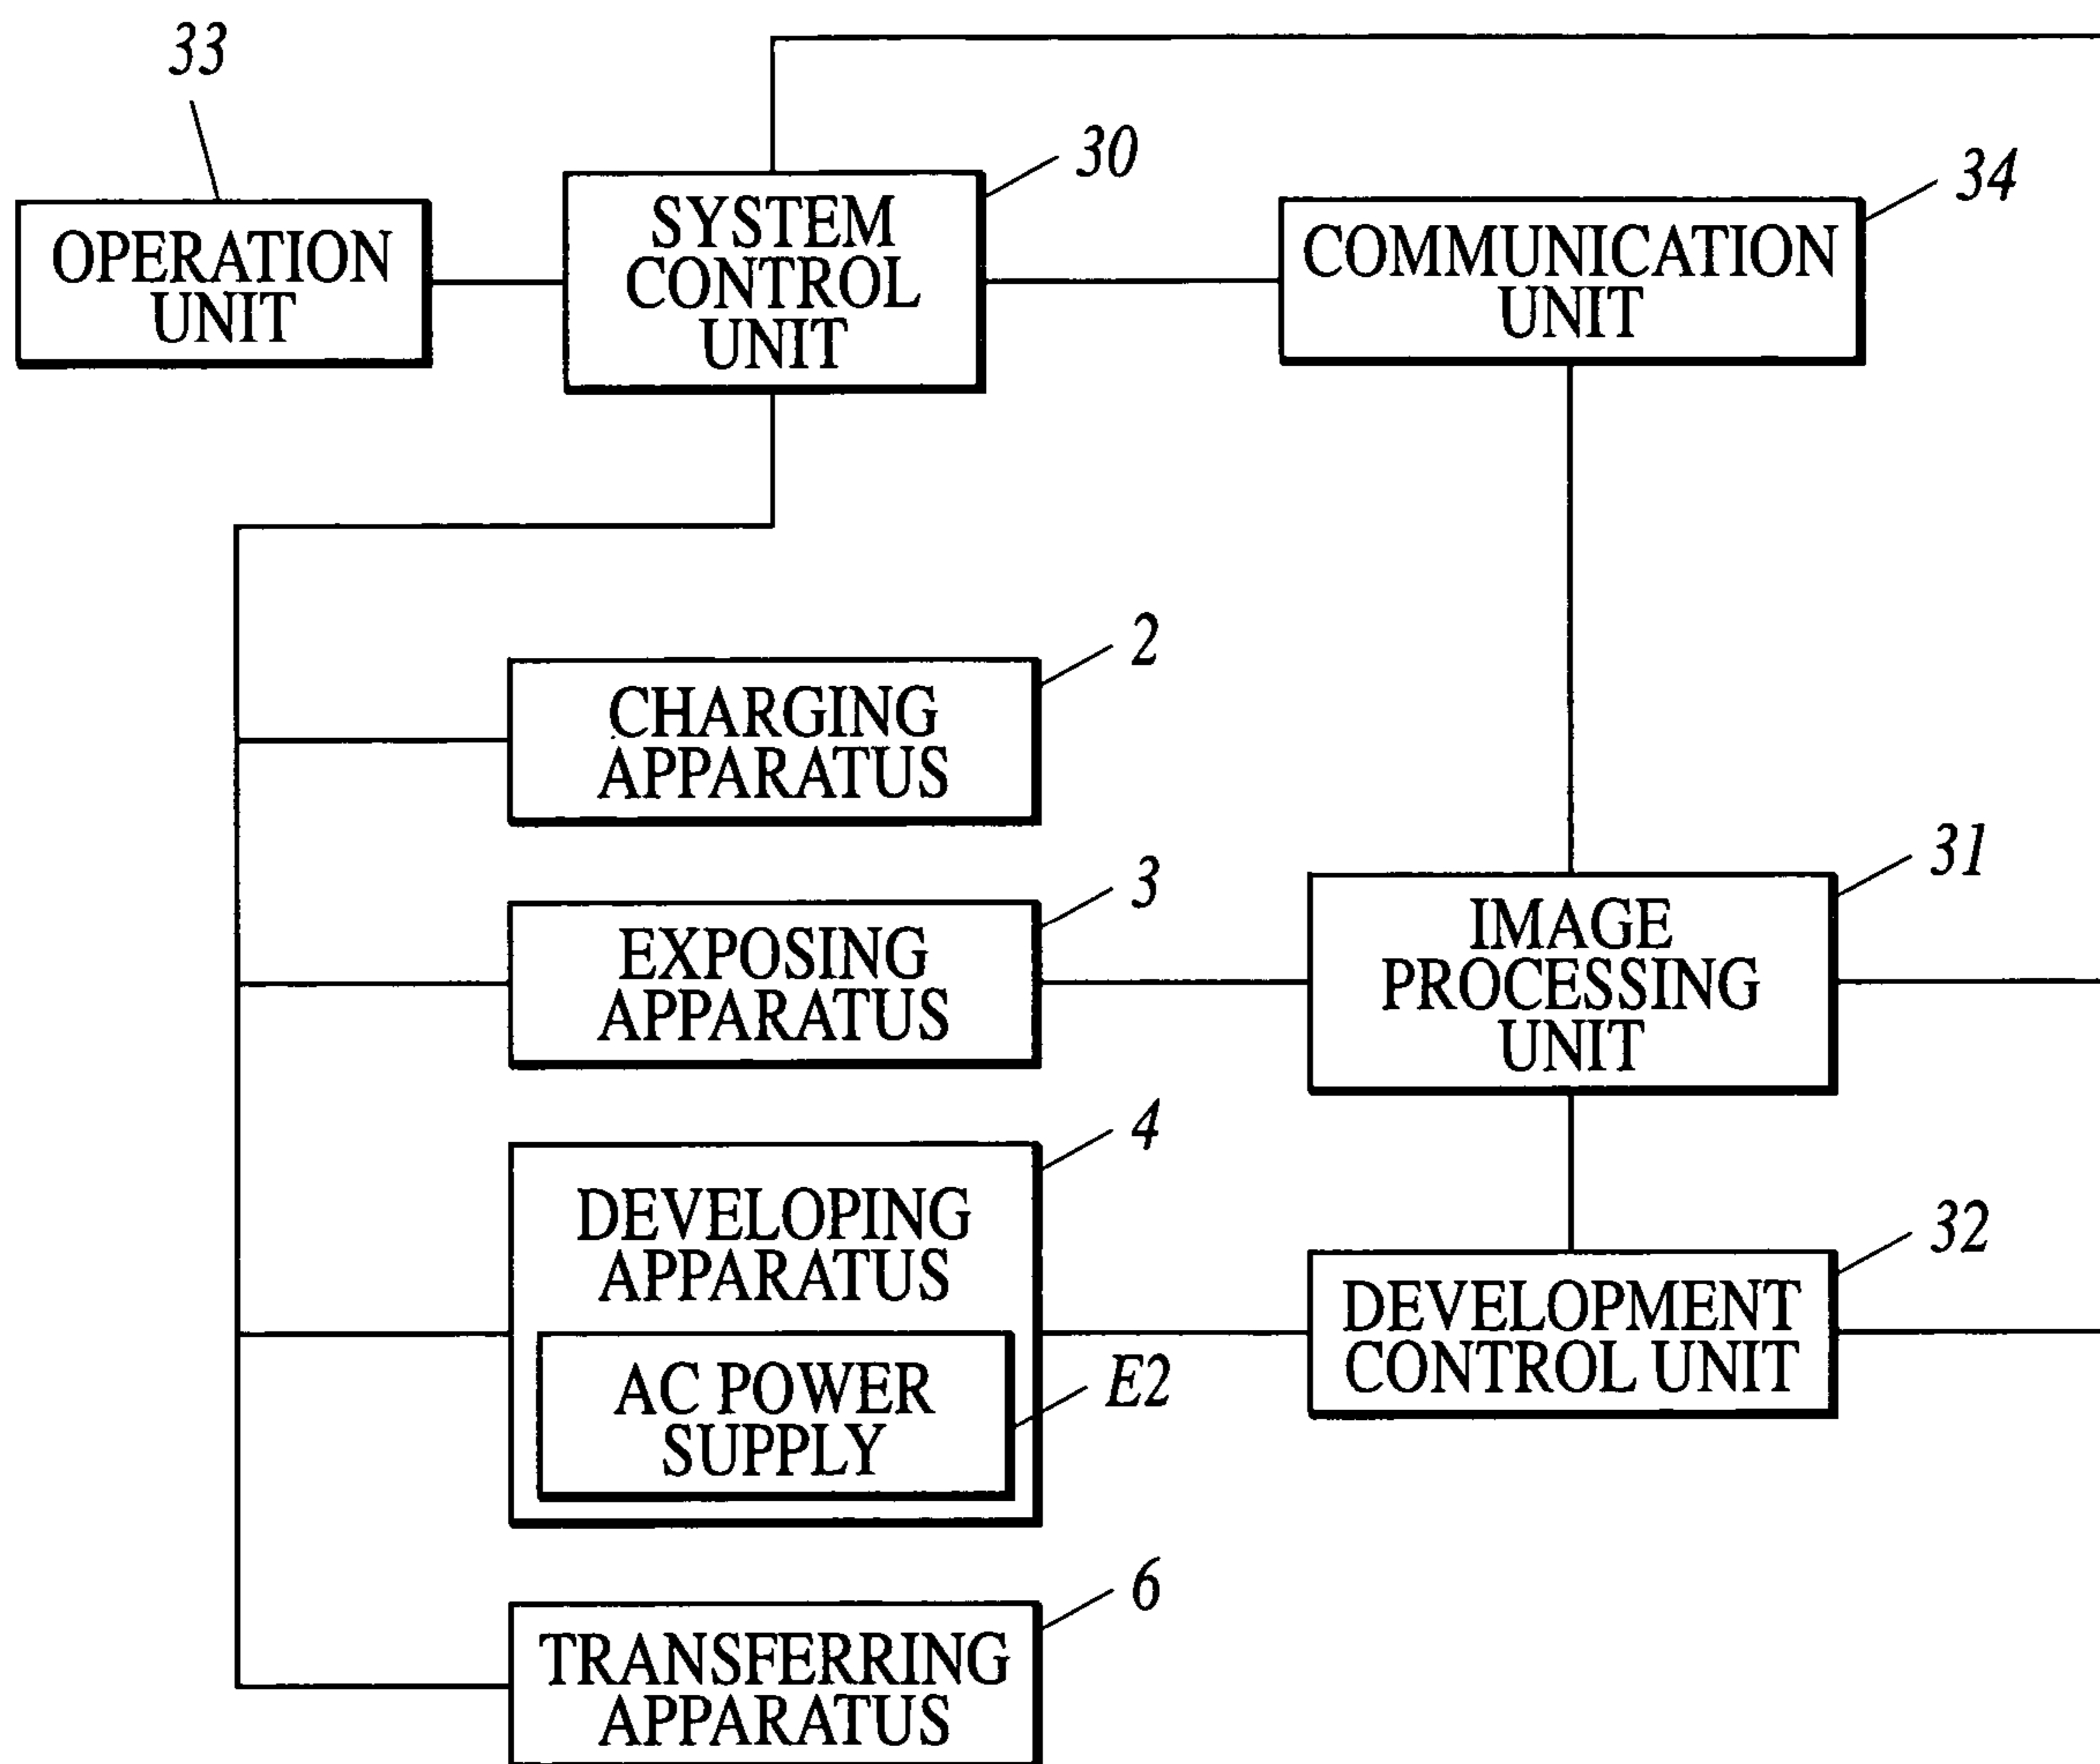 33
30
34
OPERATION
UNIT
SYSTEM
CONTROL
UNIT
COMMUNICATION
UNIT
2
CHARGING
APPARATUS
3
EXPOSING
APPARATUS
31
IMAGE
PROCESSING
UNIT
4
DEVELOPING
APPARATUS
E2
AC POWER
SUPPLY
32
DEVELOPMENT
CONTROL UNIT
6
TRANSFERRING
APPARATUS